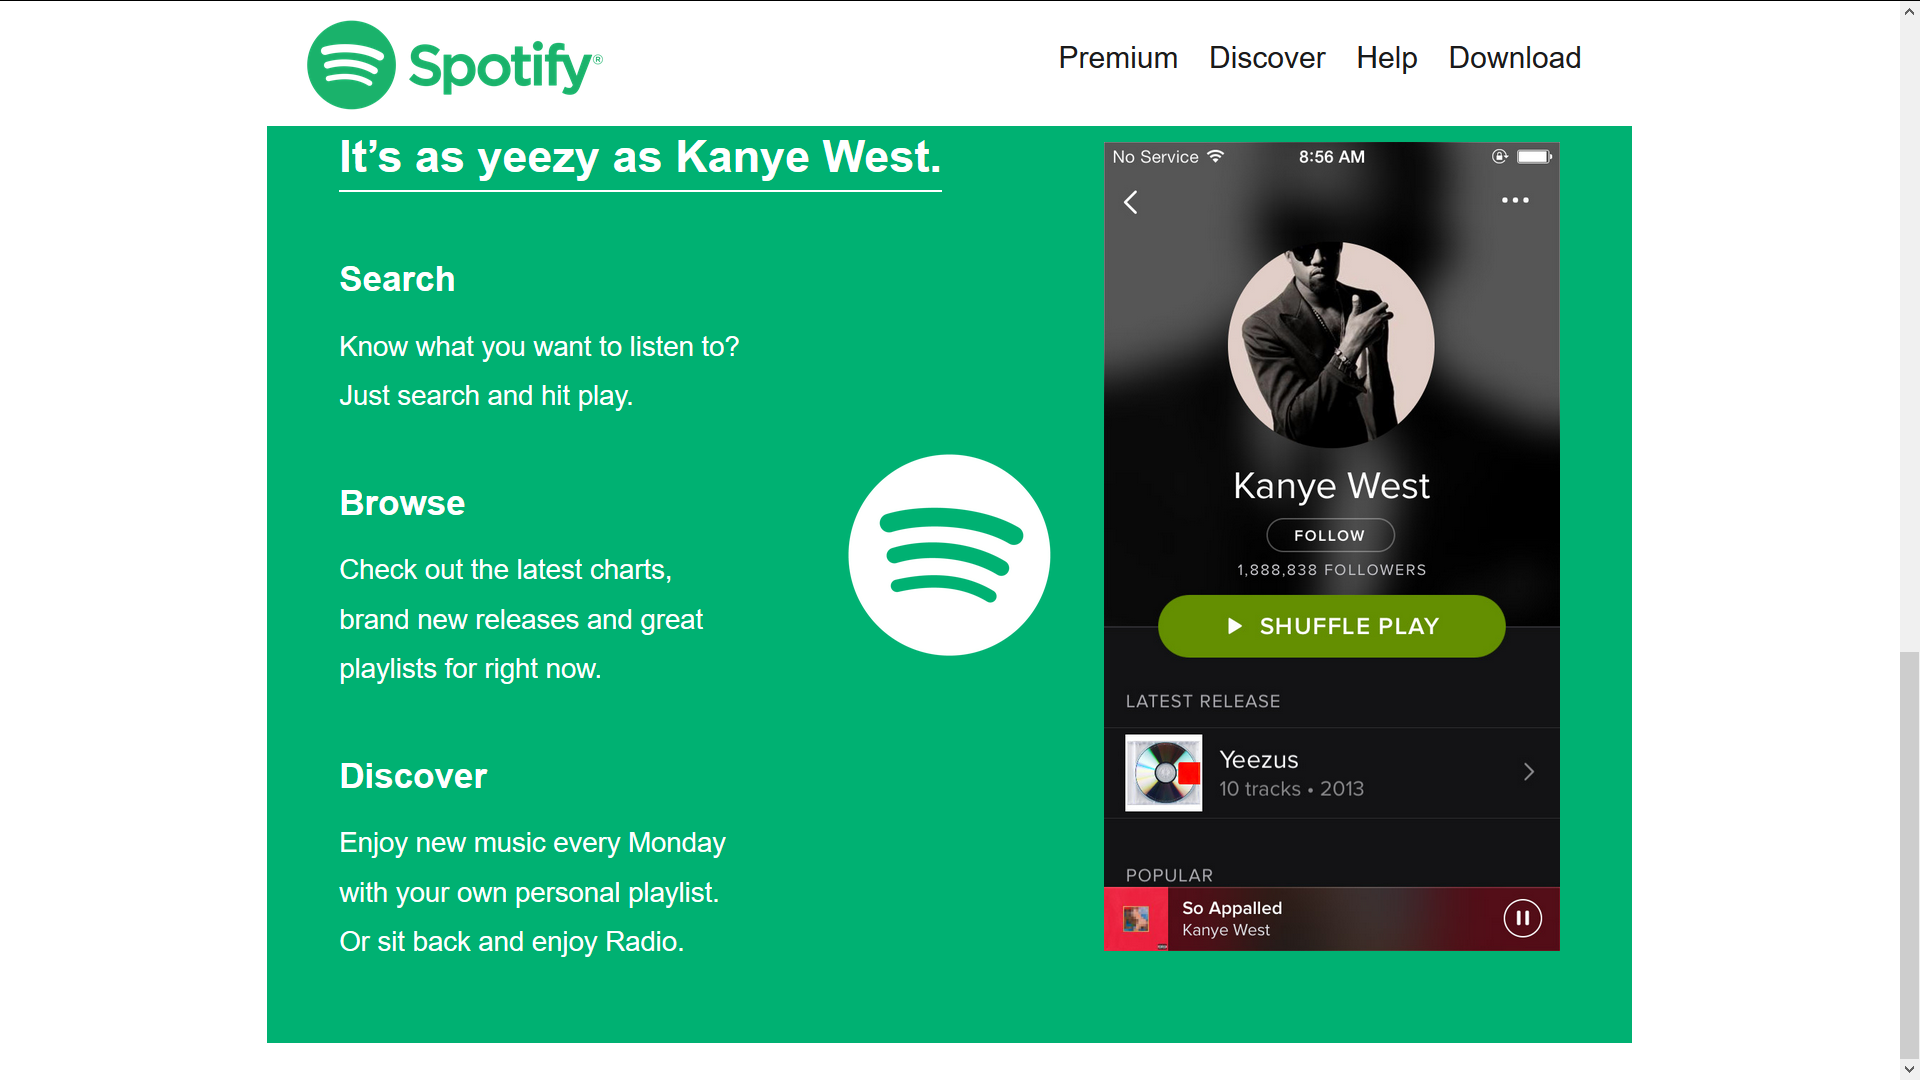 Spotify®
Premium Discover Help Download
It’s as yeezy as Kanye West.
Search
Know what you want to listen to?
Just search and hit play.
Browse
Check out the latest charts,
brand new releases and great
playlists for right now.
Discover
Enjoy new music every Monday
with your own personal playlist.
Or sit back and enjoy Radio.
No Service 8:56 AM
Kanye West
FOLLOW
1,888,838 FOLLOWERS
SHUFFLE PLAY
LATEST RELEASE
Yeezus
10 tracks • 2013
POPULAR
So Appalled
Kanye West